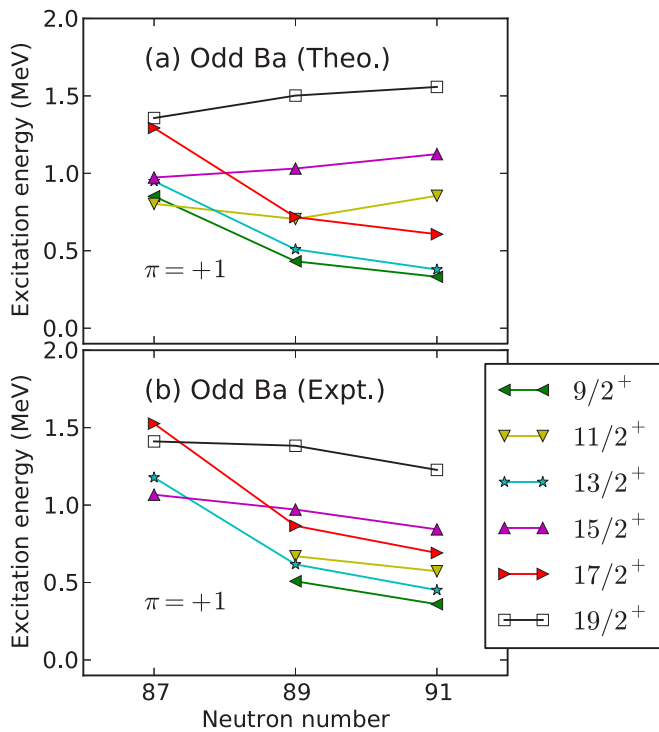 2.0
(a) Odd Ba (Theo.)
1.5
1.0
0.5
π = +1
0.0
Excitation energy (MeV)
2.0
(b) Odd Ba (Expt.)
1.5
1.0
0.5
π = +1
0.0
Excitation energy (MeV)
87 89 91
Neutron number
9/2⁺
11/2⁺
13/2⁺
15/2⁺
17/2⁺
19/2⁺